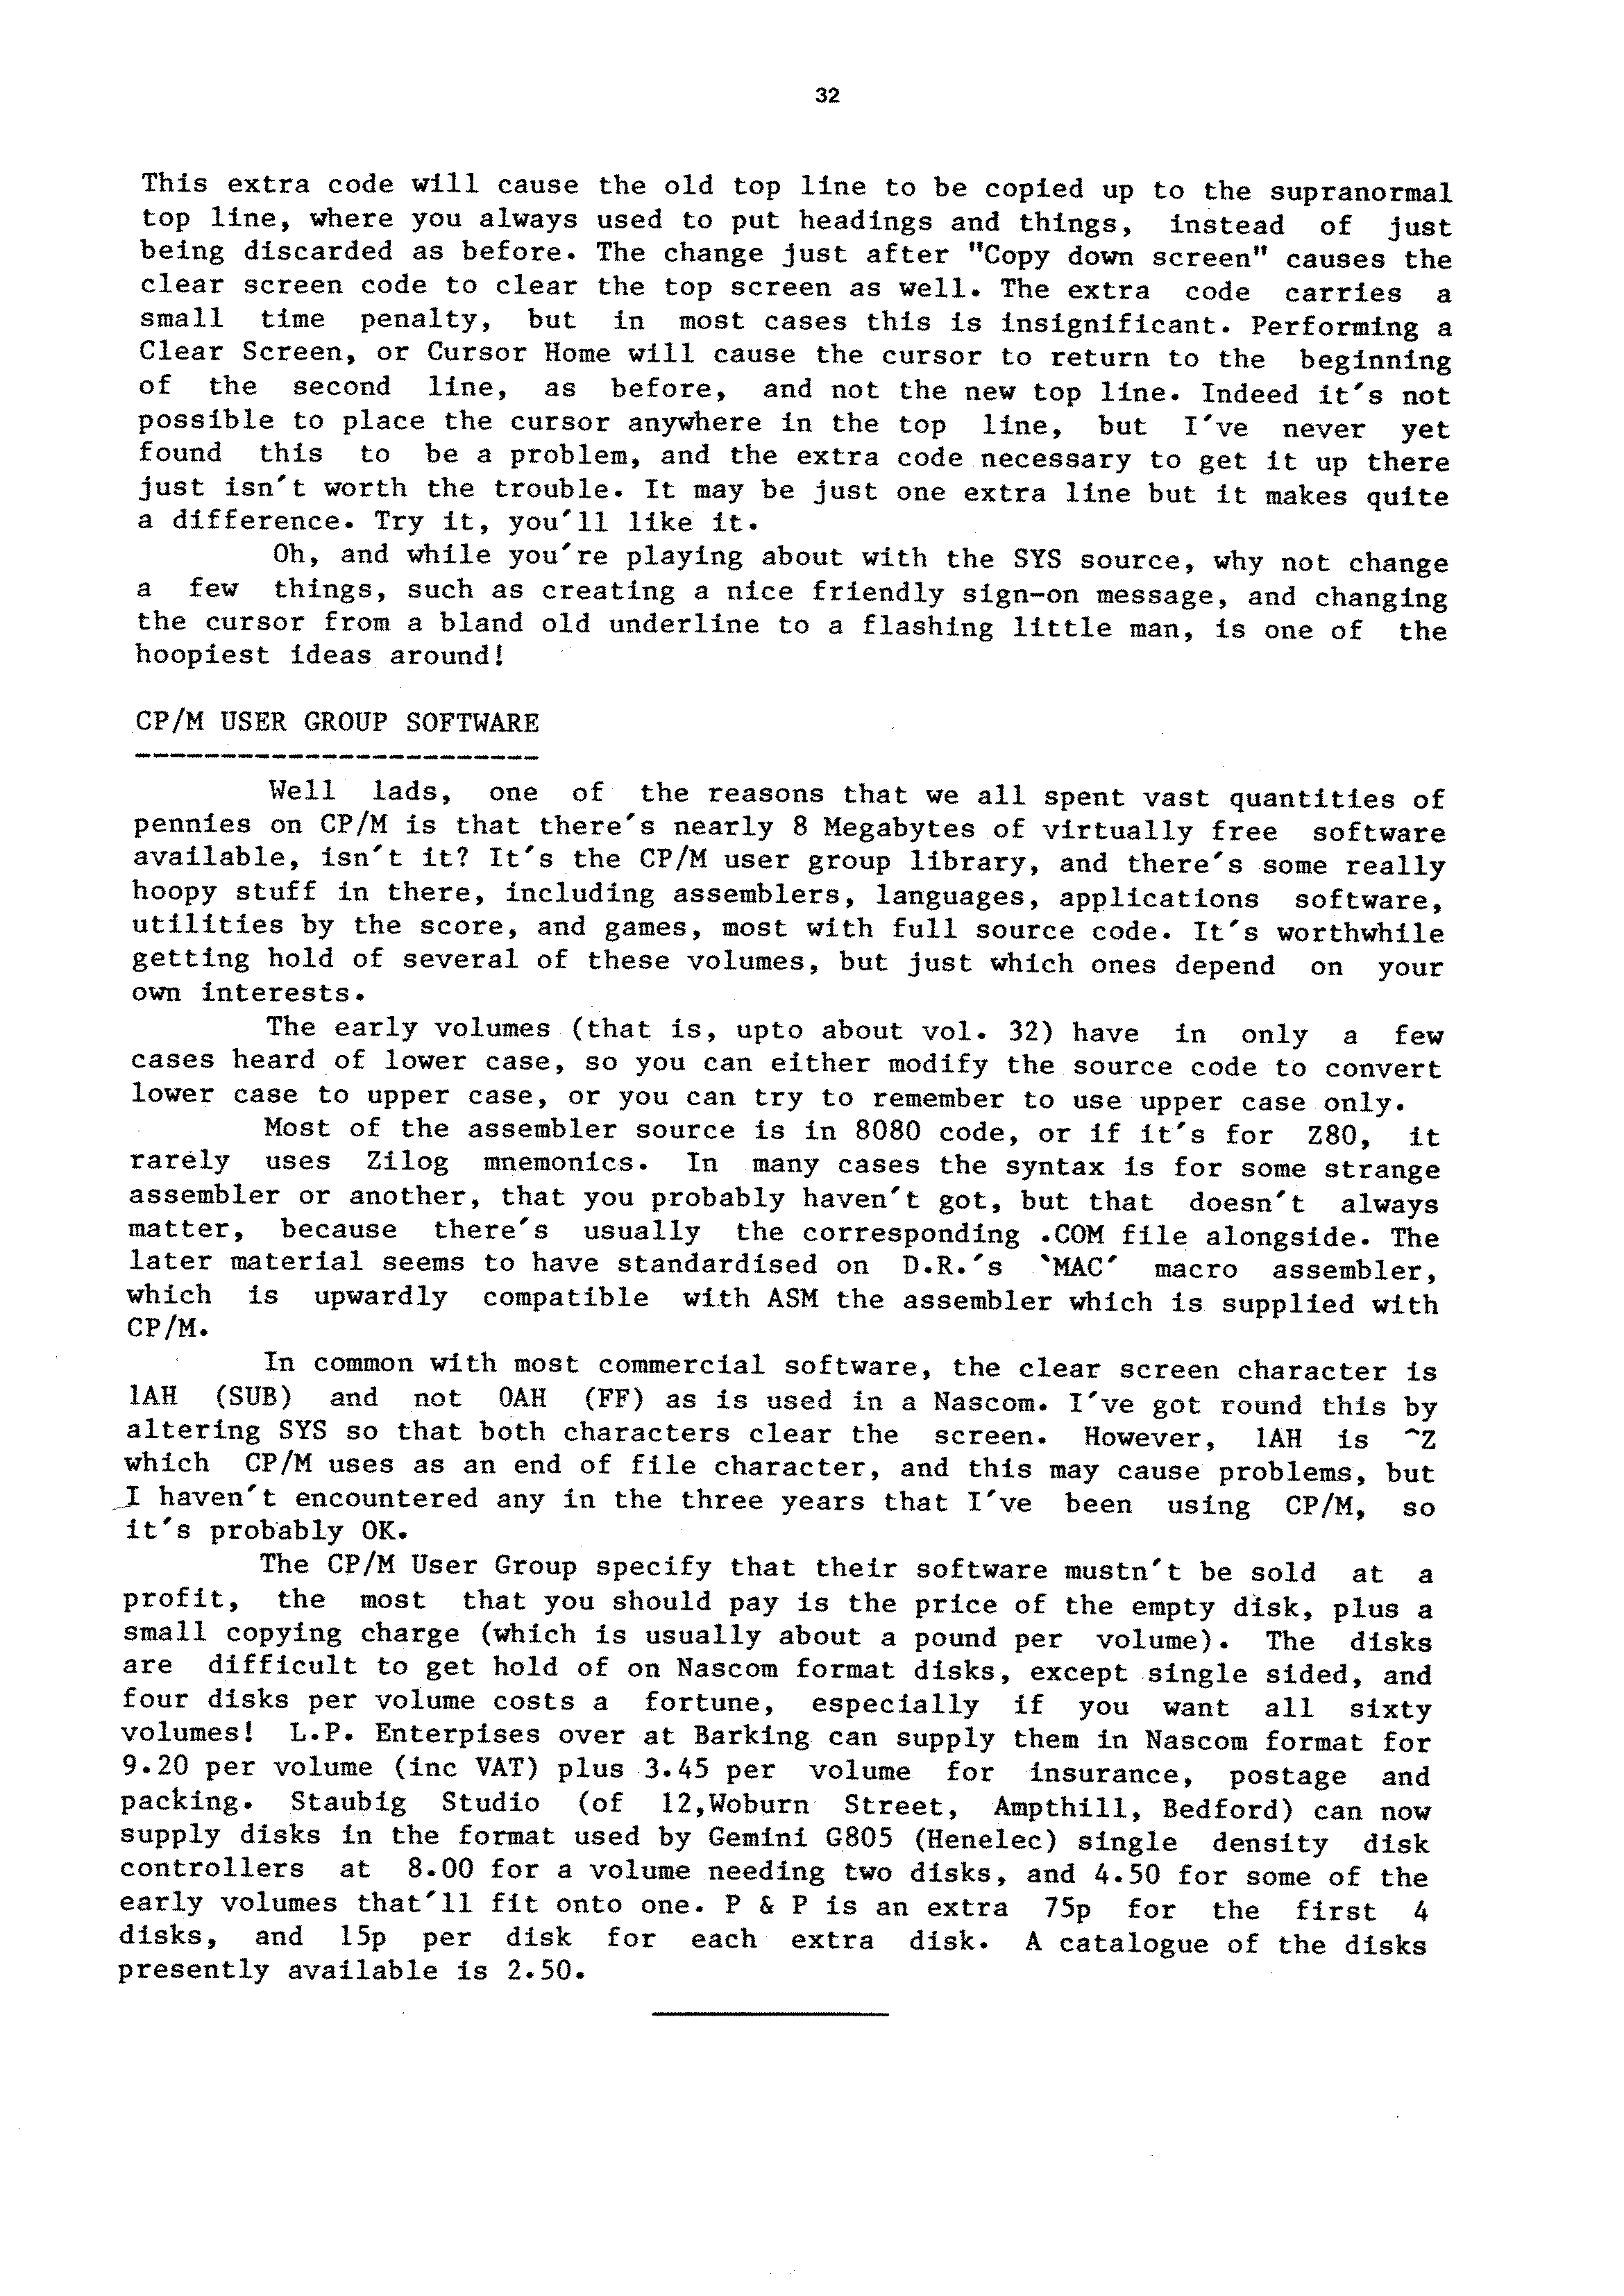 32
This extra code will cause the old top line to be copied up to the supranormal
top line, where you always used to put headings and things, instead of just
being discarded as before. The change just after "Copy down screen" causes the
clear screen code to clear the top screen as well. The extra code carries a
small time penalty, but in most cases this is insignificant. Performing a
Clear Screen, or Cursor Home will cause the cursor to return to the beginning
of the second line, as before, and not the new top line. Indeed it's not
possible to place the cursor anywhere in the top line, but I've never yet
found this to be a problem, and the extra code necessary to get it up there
just isn't worth the trouble. It may be just one extra line but it makes quite
a difference. Try it, you'll like it.
Oh, and while you're playing about with the SYS source, why not change
a few things, such as creating a nice friendly sign-on message, and changing
the cursor from a bland old underline to a flashing little man, is one of the
hoopiest ideas around!
CP/M USER GROUP SOFTWARE
------------------------
Well lads, one of the reasons that we all spent vast quantities of
pennies on CP/M is that there's nearly 8 Megabytes of virtually free software
available, isn't it? It's the CP/M user group library, and there's some really
hoopy stuff in there, including assemblers, languages, applications software,
utilities by the score, and games, most with full source code. It's worthwhile
getting hold of several of these volumes, but just which ones depend on your
own interests.
The early volumes (that is, upto about vol. 32) have in only a few
cases heard of lower case, so you can either modify the source code to convert
lower case to upper case, or you can try to remember to use upper case only.
Most of the assembler source is in 8080 code, or if it's for Z80, it
rarely uses Zilog mnemonics. In many cases the syntax is for some strange
assembler or another, that you probably haven't got, but that doesn't always
matter, because there's usually the corresponding .COM file alongside. The
later material seems to have standardised on D.R.'s `MAC' macro assembler,
which is upwardly compatible with ASM the assembler which is supplied with
CP/M.
In common with most commercial software, the clear screen character is
1AH (SUB) and not 0AH (FF) as is used in a Nascom. I've got round this by
altering SYS so that both characters clear the screen. However, 1AH is ^Z
which CP/M uses as an end of file character, and this may cause problems, but
I haven't encountered any in the three years that I've been using CP/M, so
it's probably OK.
The CP/M User Group specify that their software mustn't be sold at a
profit, the most that you should pay is the price of the empty disk, plus a
small copying charge (which is usually about a pound per volume). The disks
are difficult to get hold of on Nascom format disks, except single sided, and
four disks per volume costs a fortune, especially if you want all sixty
volumes! L.P. Enterpises over at Barking can supply them in Nascom format for
9.20 per volume (inc VAT) plus 3.45 per volume for insurance, postage and
packing. Staubig Studio (of 12,Woburn Street, Ampthill, Bedford) can now
supply disks in the format used by Gemini G805 (Henelec) single density disk
controllers at 8.00 for a volume needing two disks, and 4.50 for some of the
early volumes that'll fit onto one. P & P is an extra 75p for the first 4
disks, and 15p per disk for each extra disk. A catalogue of the disks
presently available is 2.50.